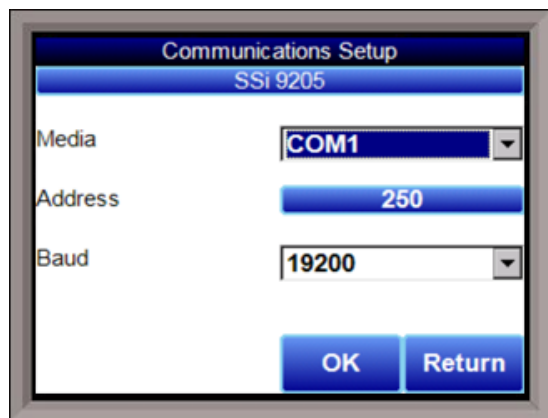 Communications Setup
SSi 9205
Media COM1
Address 250
Baud 19200
OK Return